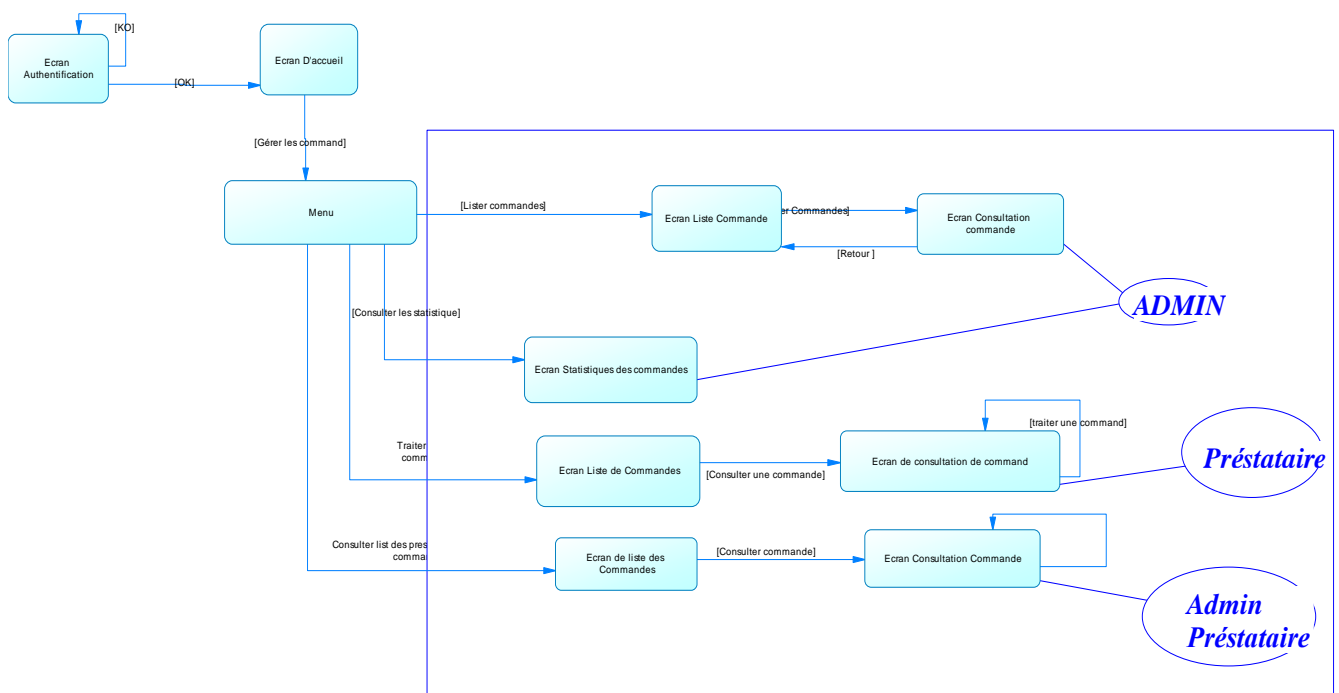 [KO]
Ecran
Authentification
[OK]
Ecran D'accueil
[Gérer les command]
Menu
[Lister commandes]
Ecran Liste Commande
Commandes]
Ecran Consultation
commande
[Retour ]
ADMIN
[Consulter les statistique]
Ecran Statistiques des commandes
Traiter
comm
Ecran Liste de Commandes
[Consulter une commande]
Ecran de consultation de command
[traiter une command]
Préstataire
Consulter list des pres
comma
Ecran de liste des
Commandes
[Consulter commande]
Ecran Consultation Commande
Admin
Préstataire